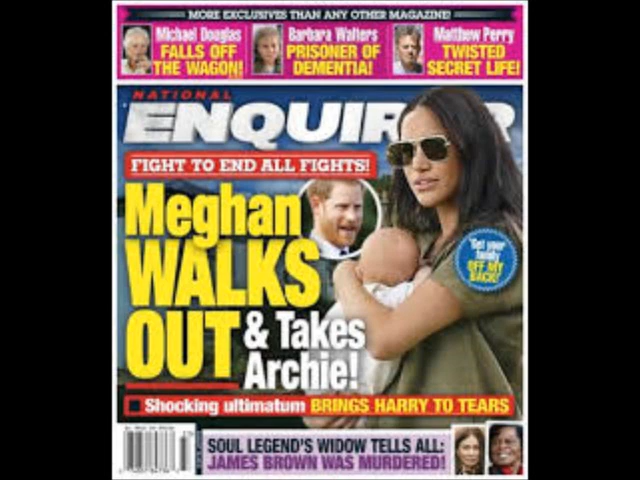 MORE EXCLUSIVES THAN ANY OTHER MAGAZINE!
Michael Douglas
FALLS OFF
THE WAGON!
Barbara Walters
PRISONER OF
DEMENTIA!
Matthew Perry
TWISTED
SECRET LIFE!
NATIONAL
ENQUIRER
FIGHT TO END ALL FIGHTS!
Meghan
WALKS
OUT & Takes
Archie!
'Get your
family
OFF MY
BACK!'
Shocking ultimatum BRINGS HARRY TO TEARS
SOUL LEGEND'S WIDOW TELLS ALL:
JAMES BROWN WAS MURDERED!